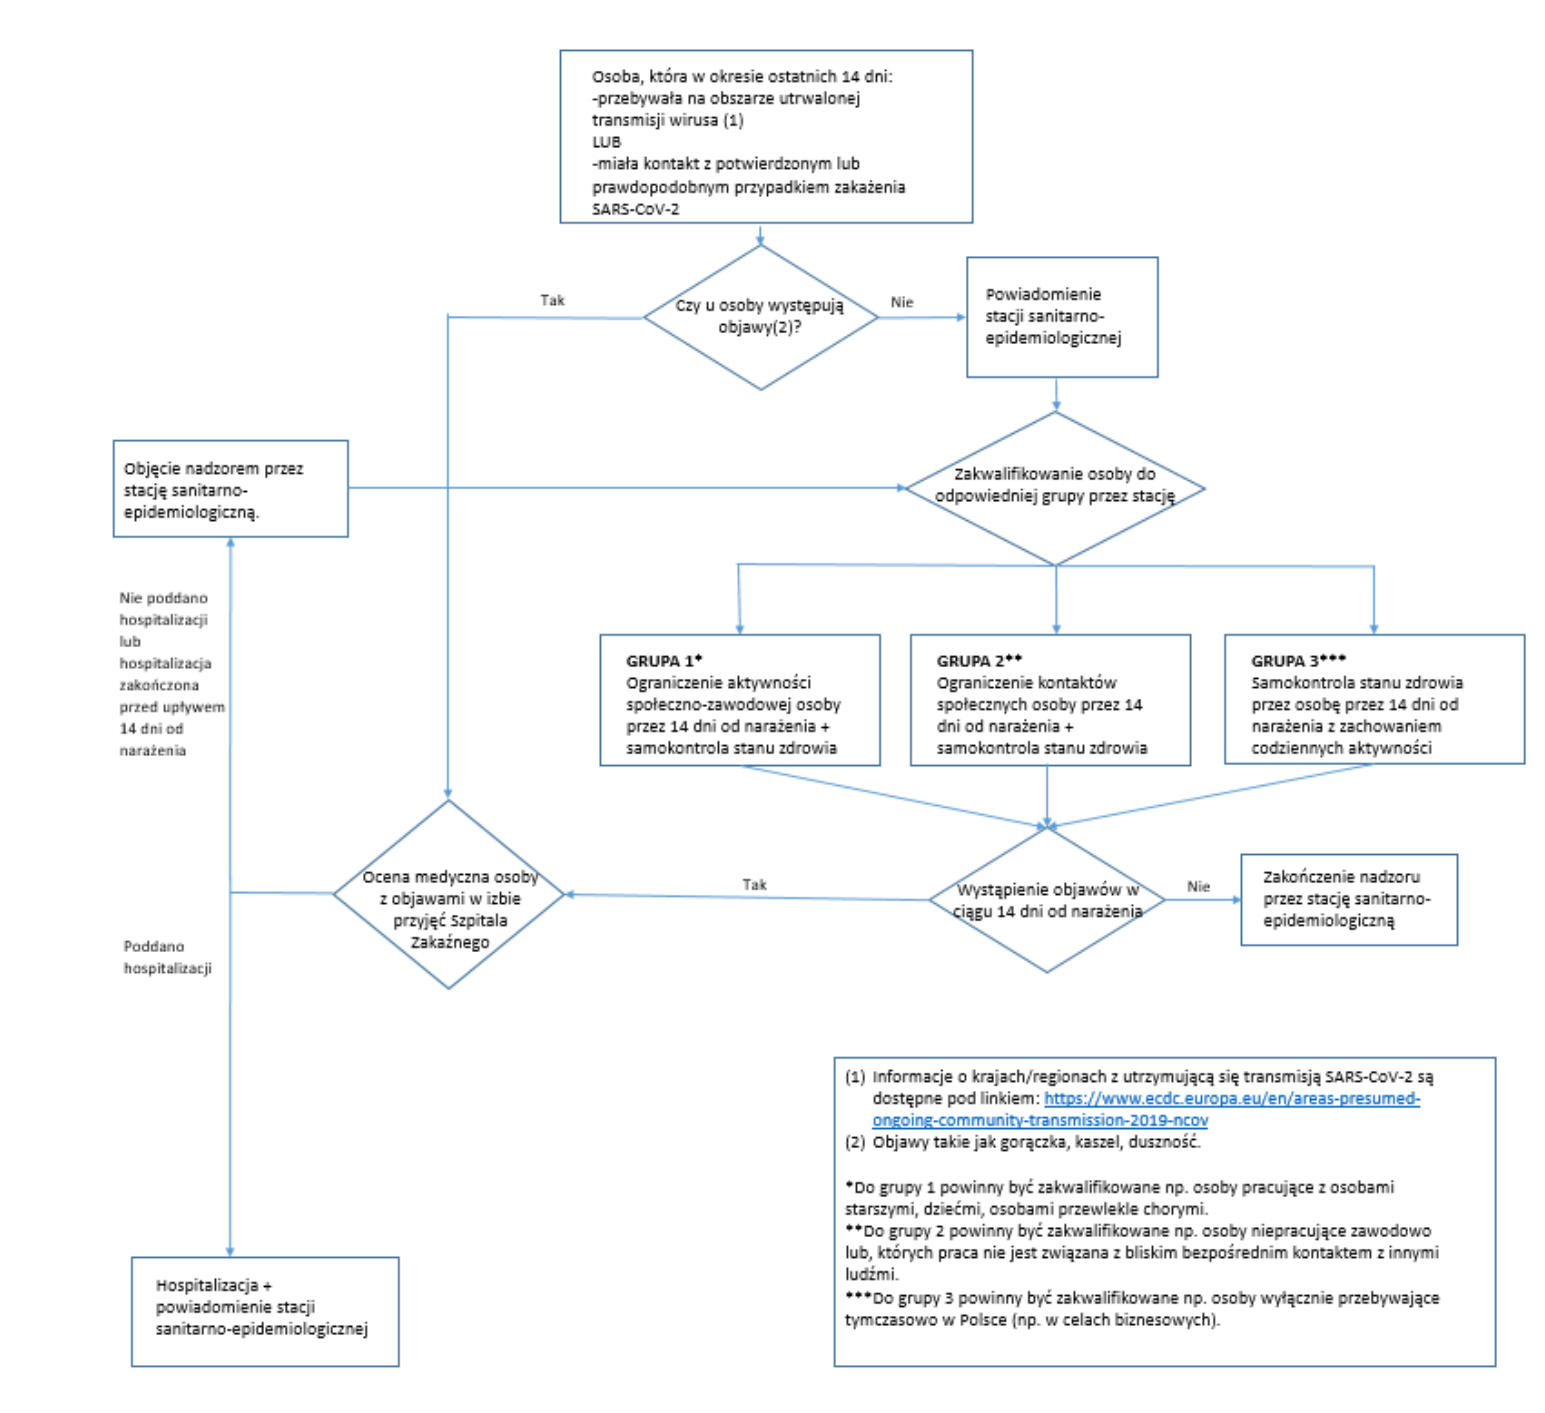 Osoba, która w okresie ostatnich 14 dni:
-przebywała na obszarze utrwalonej
transmisji wirusa (1)
LUB
-miała kontakt z potwierdzonym lub
prawdopodobnym przypadkiem zakażenia
SARS-CoV-2
Tak
Czy u osoby występują
objawy(2)?
Nie
Powiadomienie
stacji sanitarno-
epidemiologicznej
Objęcie nadzorem przez
stację sanitarno-
epidemiologiczną.
Zakwalifikowanie osoby do
odpowiedniej grupy przez stację
Nie poddano
hospitalizacji
lub
hospitalizacja
zakończona
przed upływem
14 dni od
narażenia
GRUPA 1*
Ograniczenie aktywności
społeczno-zawodowej osoby
przez 14 dni od narażenia +
samokontrola stanu zdrowia
GRUPA 2**
Ograniczenie kontaktów
społecznych osoby przez 14
dni od narażenia +
samokontrola stanu zdrowia
GRUPA 3***
Samokontrola stanu zdrowia
przez osobę przez 14 dni od
narażenia z zachowaniem
codziennych aktywności
Ocena medyczna osoby
z objawami w izbie
przyjęć Szpitala
Zakaźnego
Tak
Wystąpienie objawów w
ciągu 14 dni od narażenia
Nie
Zakończenie nadzoru
przez stację sanitarno-
epidemiologiczną
Poddano
hospitalizacji
Hospitalizacja +
powiadomienie stacji
sanitarno-epidemiologicznej
(1) Informacje o krajach/regionach z utrzymującą się transmisją SARS-CoV-2 są
dostępne pod linkiem: https://www.ecdc.europa.eu/en/areas-presumed-
ongoing-community-transmission-2019-ncov
(2) Objawy takie jak gorączka, kaszel, duszność.
*Do grupy 1 powinny być zakwalifikowane np. osoby pracujące z osobami
starszymi, dziećmi, osobami przewlekle chorymi.
**Do grupy 2 powinny być zakwalifikowane np. osoby niepracujące zawodowo
lub, których praca nie jest związana z bliskim bezpośrednim kontaktem z innymi
ludźmi.
***Do grupy 3 powinny być zakwalifikowane np. osoby wyłącznie przebywające
tymczasowo w Polsce (np. w celach biznesowych).